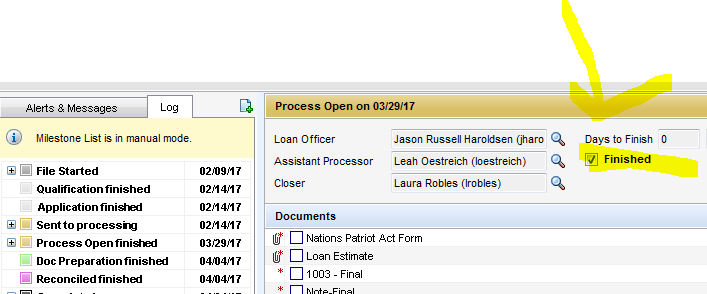 Alerts & Messages
Log
Milestone List is in manual mode.
File Started 02/09/17
Qualification finished 02/14/17
Application finished 02/14/17
Sent to processing 02/14/17
Process Open finished 03/29/17
Doc Preparation finished 04/04/17
Reconciled finished 04/04/17
Process Open on 03/29/17
Loan Officer Jason Russell Haroldsen (jharo Days to Finish 0
Assistant Processor Leah Oestreich (loestreich) Finished
Closer Laura Robles (lrobles)
Documents
Nations Patriot Act Form
Loan Estimate
* 1003 - Final
* Note-Final